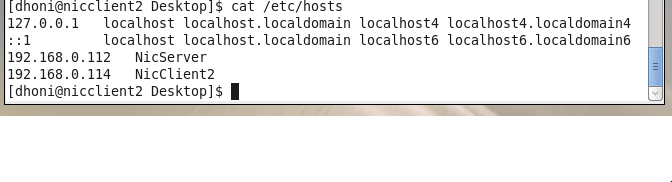 [dhoni@nicclient2 Desktop]$ cat /etc/hosts
127.0.0.1   localhost localhost.localdomain localhost4 localhost4.localdomain4
::1         localhost localhost.localdomain localhost6 localhost6.localdomain6
192.168.0.112   NicServer
192.168.0.114   NicClient2
[dhoni@nicclient2 Desktop]$